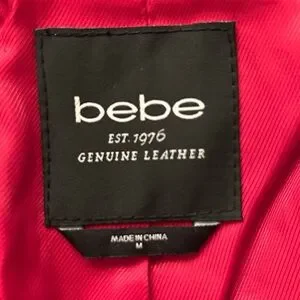 bebe
EST. 1976
GENUINE LEATHER
MADE IN CHINA
M